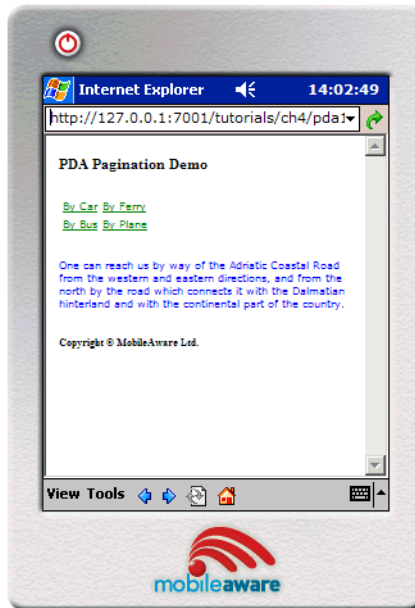 Internet Explorer 14:02:49
http://127.0.0.1:7001/tutorials/ch4/pda1
PDA Pagination Demo
By Car By Ferry
By Bus By Plane
One can reach us by way of the Adriatic Coastal Road
from the western and eastern directions, and from the
north by the road which connects it with the Dalmatian
hinterland and with the continental part of the country.
Copyright © MobileAware Ltd.
View Tools
mobileaware